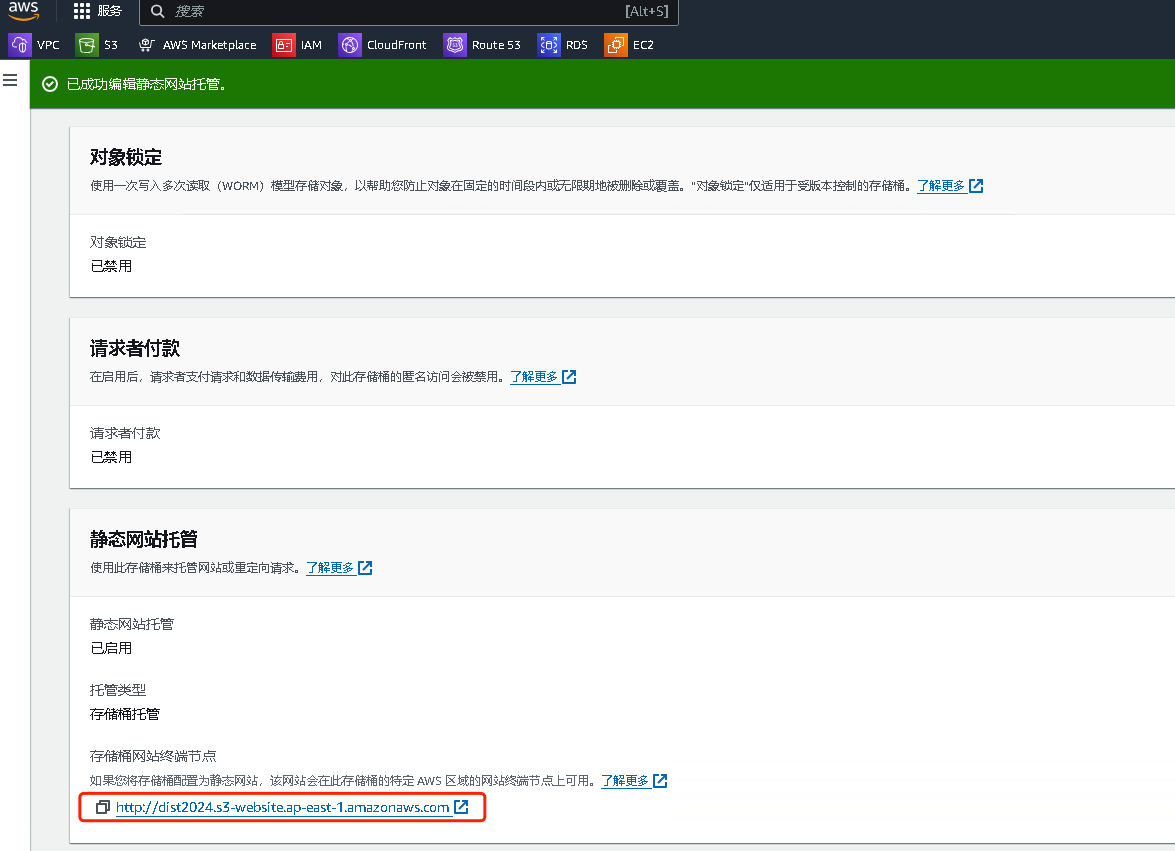 aws 服务 搜索 [Alt+S]
VPC S3 AWS Marketplace IAM CloudFront Route 53 RDS EC2
已成功编辑静态网站托管。
对象锁定
使用一次写入多次读取（WORM）模型存储对象，以帮助您防止对象在固定的时间段内或无限期地被删除或覆盖。"对象锁定"仅适用于受版本控制的存储桶。了解更多
对象锁定
已禁用
请求者付款
在启用后，请求者支付请求和数据传输费用，对此存储桶的匿名访问会被禁用。了解更多
请求者付款
已禁用
静态网站托管
使用此存储桶来托管网站或重定向请求。了解更多
静态网站托管
已启用
托管类型
存储桶托管
存储桶网站终端节点
如果您将存储桶配置为静态网站，该网站会在此存储桶的特定 AWS 区域的网站终端节点上可用。了解更多
http://dist2024.s3-website.ap-east-1.amazonaws.com